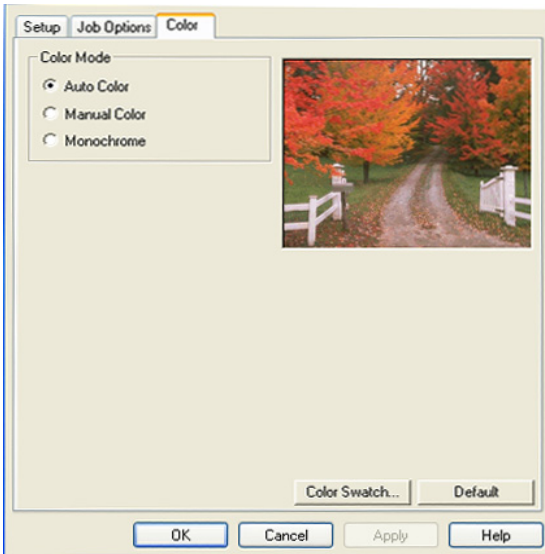 Setup Job Options Color
Color Mode
Auto Color
Manual Color
Monochrome
Color Swatch... Default
OK Cancel Apply Help